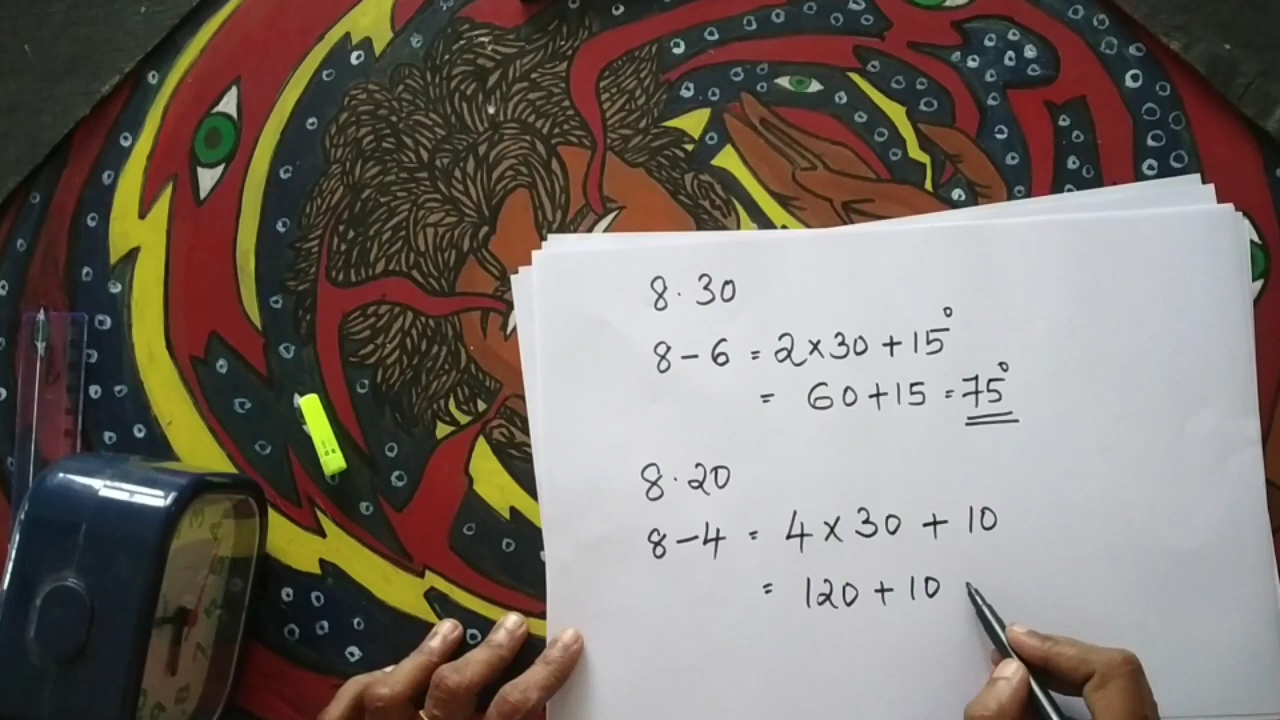 8.30
8-6 = 2×30 + 15°
= 60+15 = 75°
8.20
8-4 = 4×30 + 10
= 120 + 10